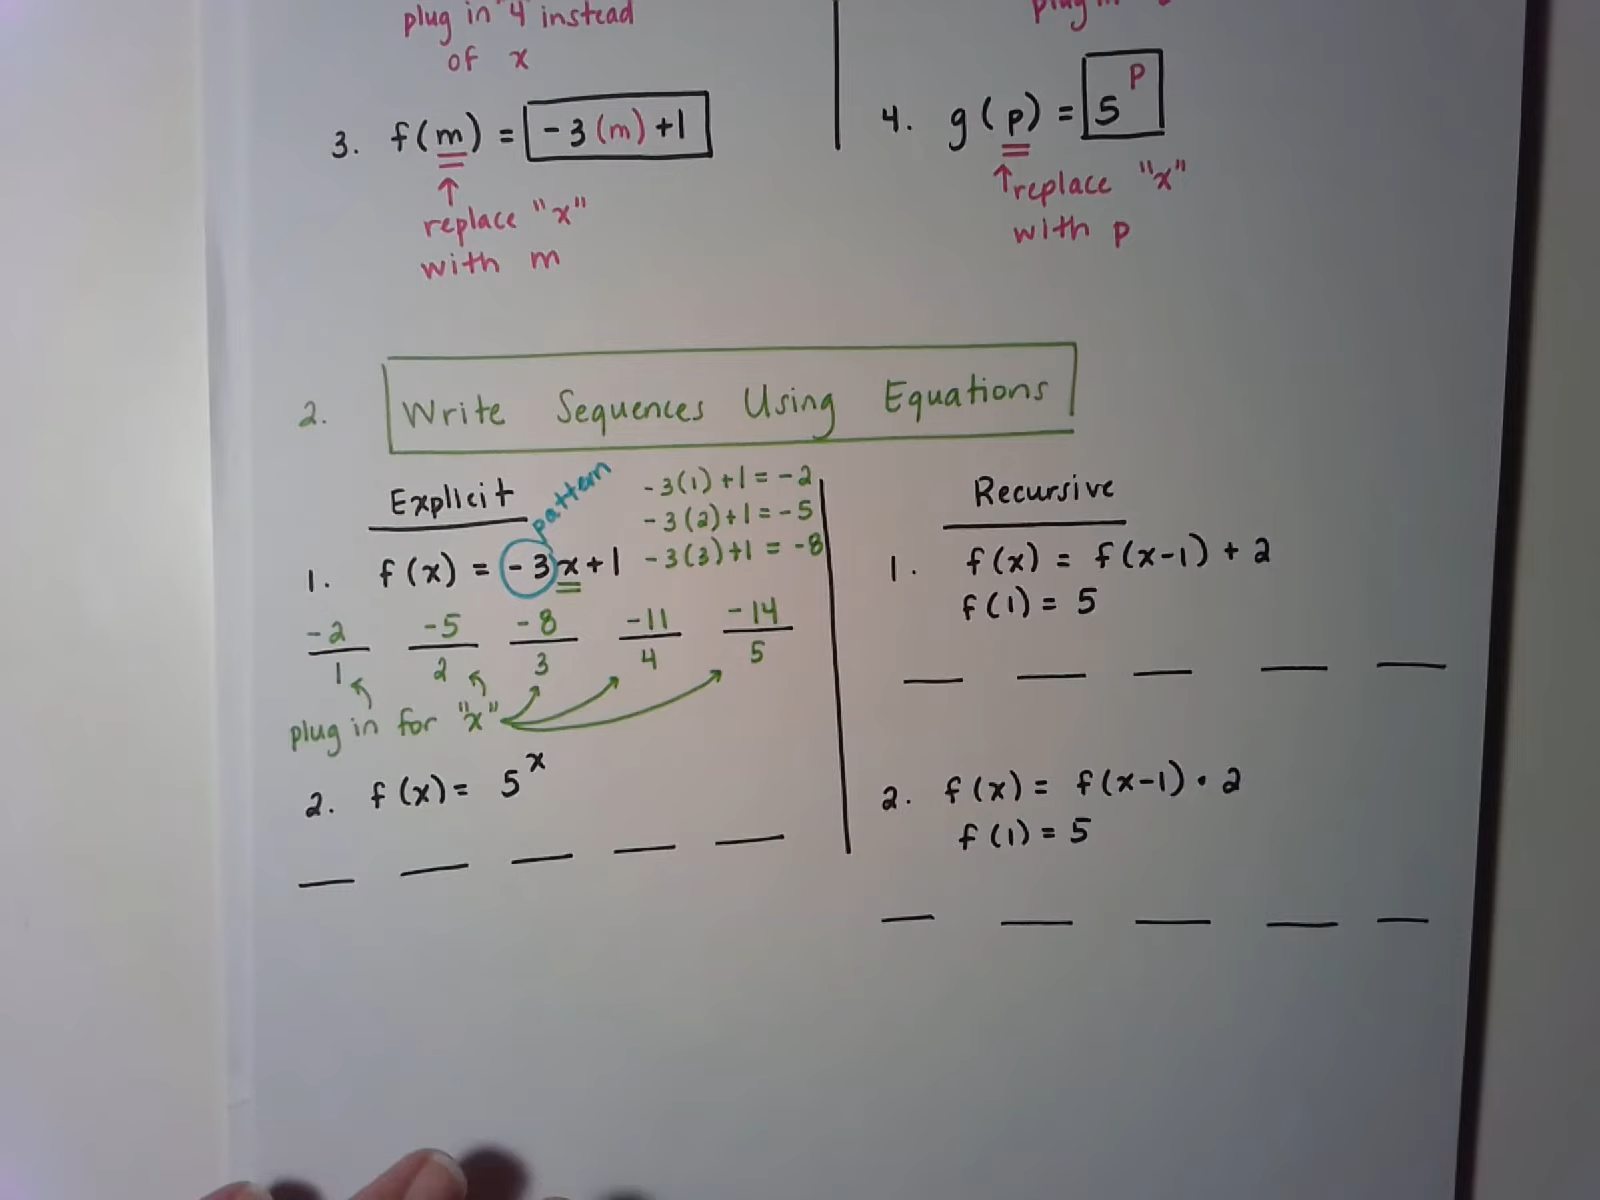 plug in "4" instead
of x
3. f(m) = -3(m)+1
replace "x"
with m
plug in
4. g(p) = 5^p
replace "x"
with p
2. Write Sequences Using Equations
Explicit
pattern
-3(1)+1=-2
-3(2)+1=-5
-3(3)+1=-8
1. f(x) = -3x+1
-2 -5 -8 -11 -14
1 2 3 4 5
plug in for "x"
2. f(x) = 5^x
Recursive
1. f(x) = f(x-1) + 2
f(1) = 5
2. f(x) = f(x-1) • 2
f(1) = 5